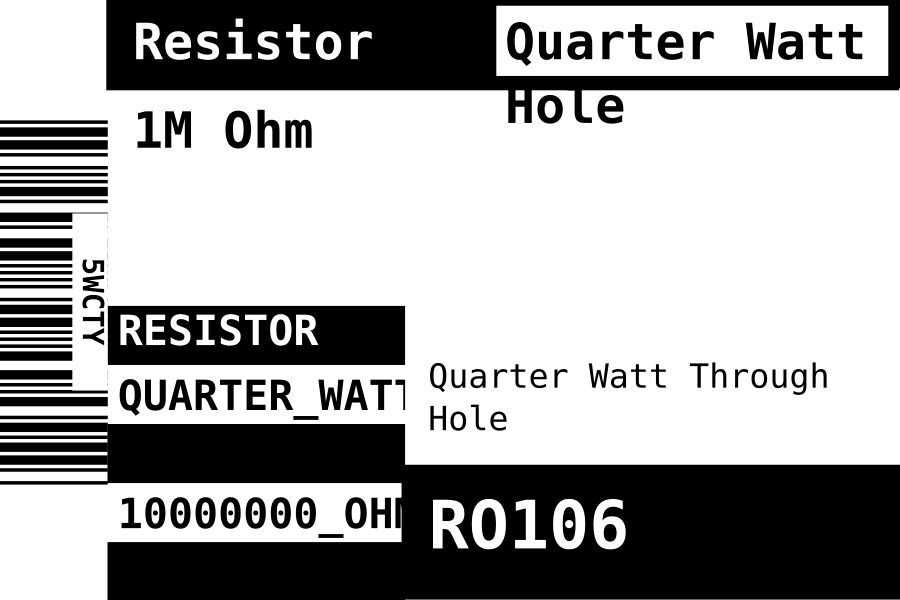 Resistor
Quarter Watt
Hole
1M Ohm
5WCTY
RESISTOR
QUARTER_WATT
Quarter Watt Through
Hole
10000000_OHM
RO106